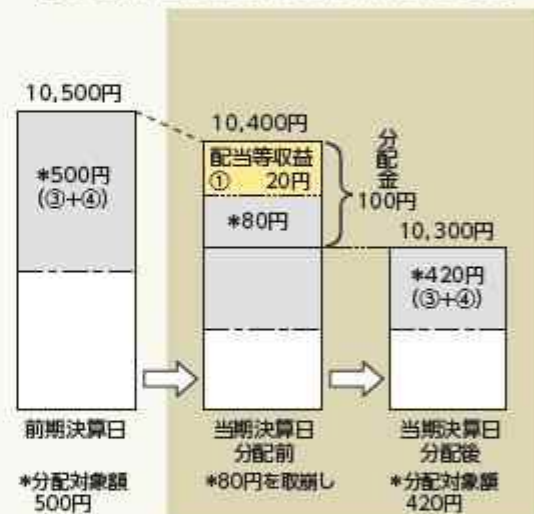 10,500円
10,400円
*500円
(③+④)
配当等収益
① 20円
*80円
分配金
100円
10,300円
*420円
(③+④)
前期決算日
当期決算日
分配前
当期決算日
分配後
*分配対象額
500円
*80円を取崩し
*分配対象額
420円